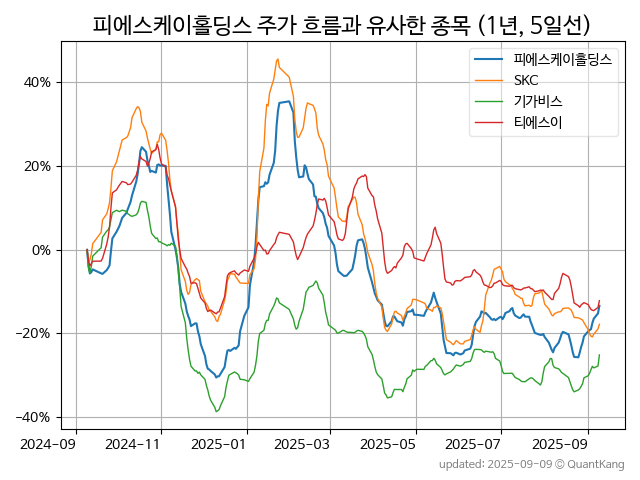 피에스케이홀딩스 주가 흐름과 유사한 종목 (1년, 5일선)
피에스케이홀딩스
SKC
기가비스
티에스이
40%
20%
0%
−20%
−40%
2024-09 2024-11 2025-01 2025-03 2025-05 2025-07 2025-09
updated: 2025-09-09 © QuantKang